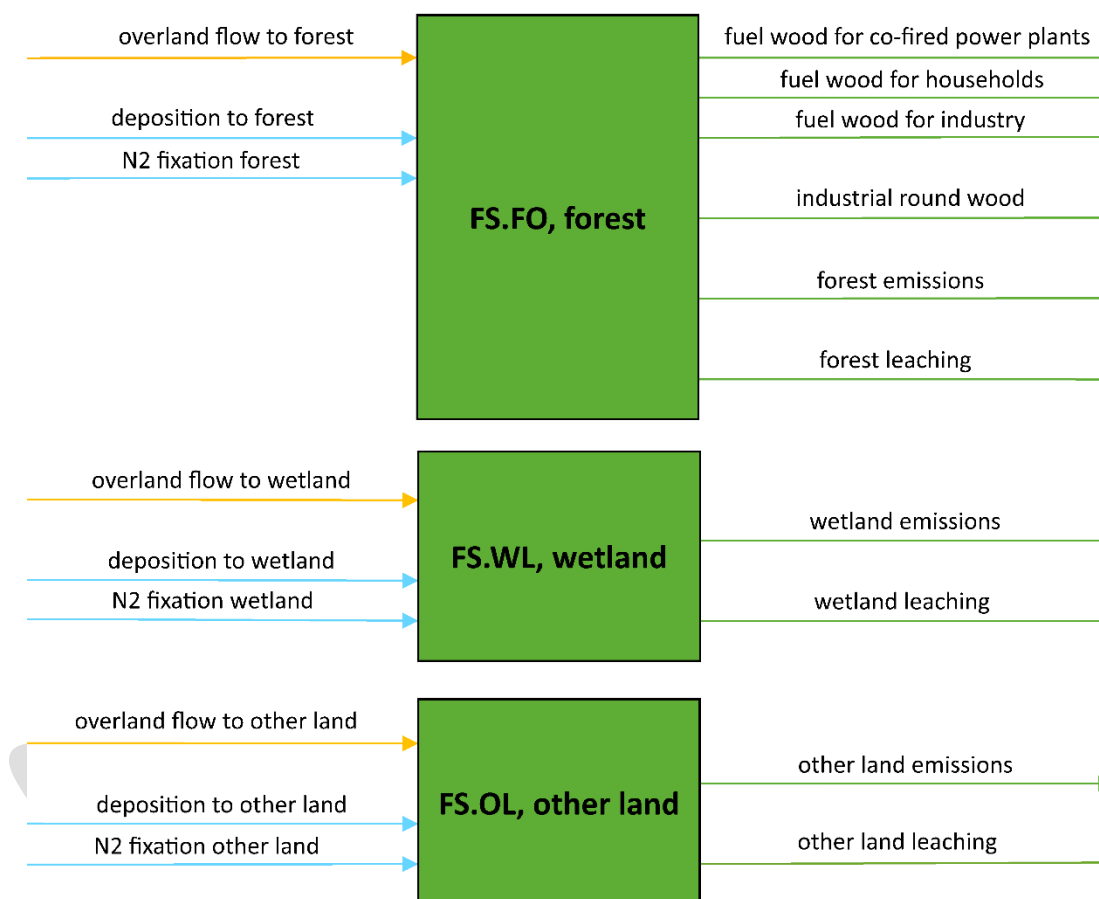 overland flow to forest
deposition to forest
N2 fixation forest
FS.FO, forest
fuel wood for co-fired power plants
fuel wood for households
fuel wood for industry
industrial round wood
forest emissions
forest leaching
overland flow to wetland
deposition to wetland
N2 fixation wetland
FS.WL, wetland
wetland emissions
wetland leaching
overland flow to other land
deposition to other land
N2 fixation other land
FS.OL, other land
other land emissions
other land leaching